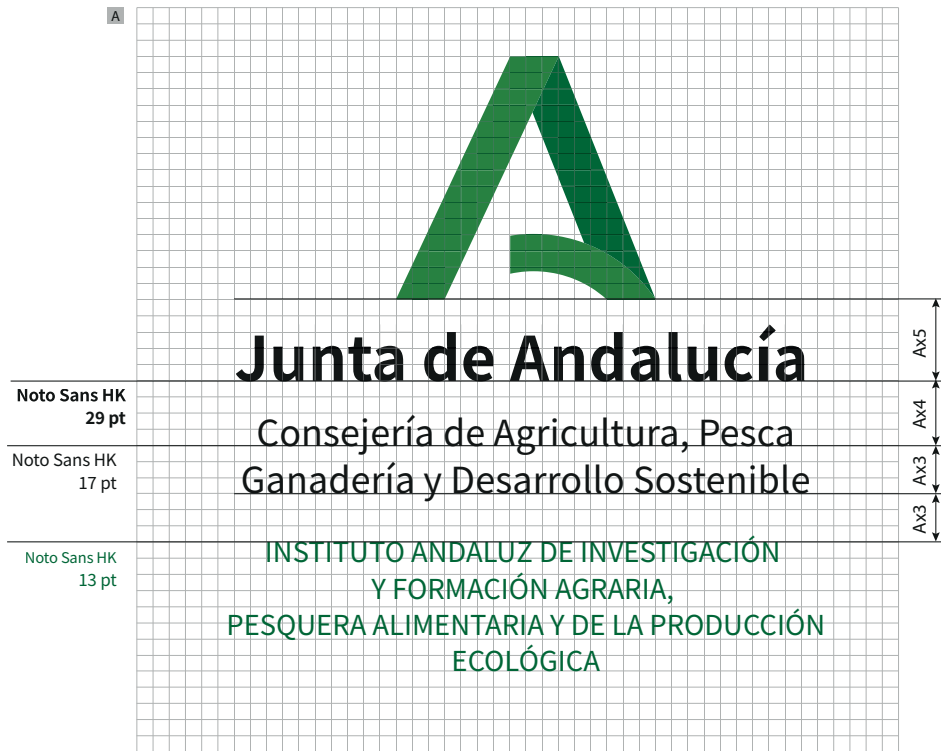 A
Junta de Andalucía
Ax5
Noto Sans HK
29 pt
Consejería de Agricultura, Pesca
Ax4
Noto Sans HK
17 pt
Ganadería y Desarrollo Sostenible
Ax3
Ax3
Noto Sans HK
13 pt
INSTITUTO ANDALUZ DE INVESTIGACIÓN
Y FORMACIÓN AGRARIA,
PESQUERA ALIMENTARIA Y DE LA PRODUCCIÓN
ECOLÓGICA